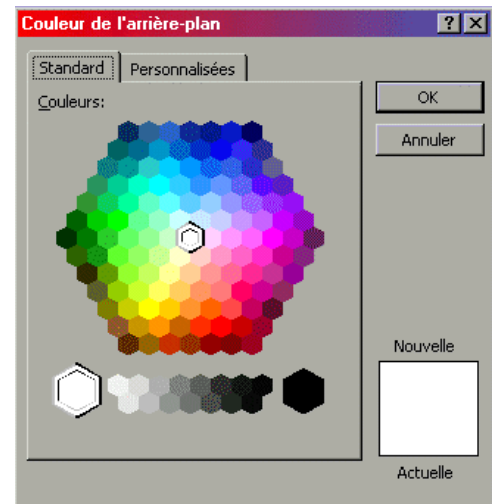 Couleur de l'arrière-plan ? ×
Standard Personnalisées
Couleurs:
OK
Annuler
Nouvelle
Actuelle